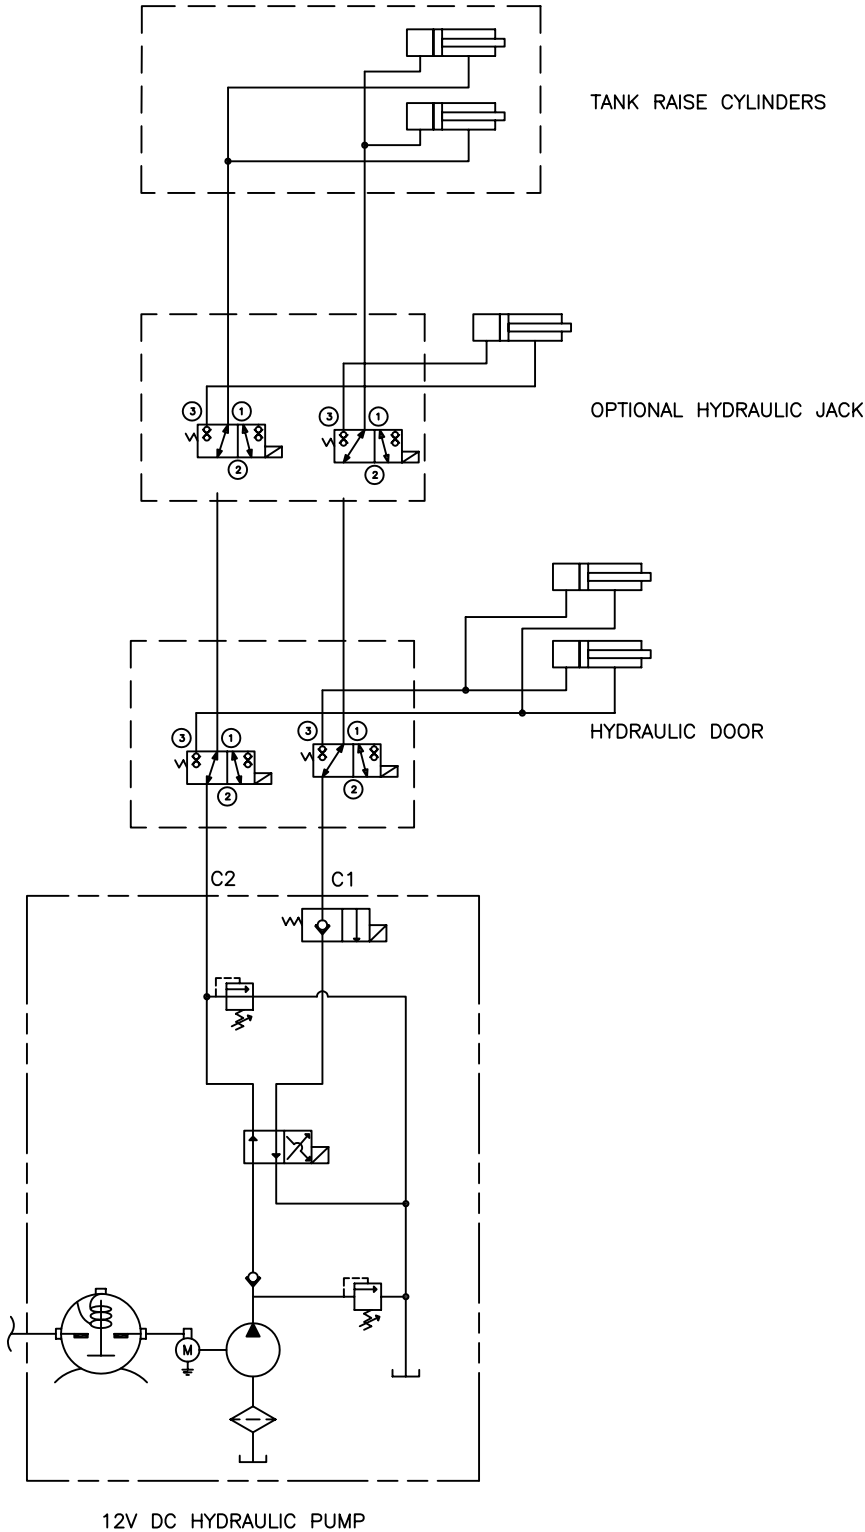 TANK RAISE CYLINDERS
OPTIONAL HYDRAULIC JACK
3 1 3 1
2 2
HYDRAULIC DOOR
3 1 3 1
2 2
C2 C1
M
12V DC HYDRAULIC PUMP